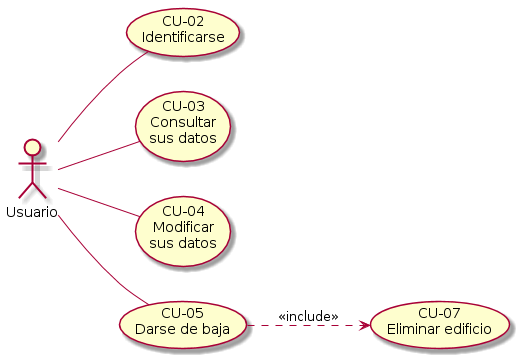 CU-02
Identificarse
CU-03
Consultar
sus datos
Usuario
CU-04
Modificar
sus datos
CU-05
Darse de baja
«include»
CU-07
Eliminar edificio